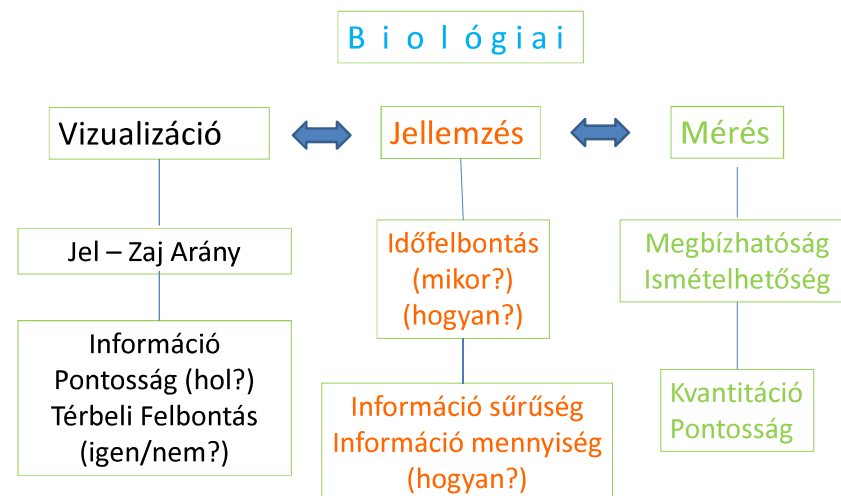 Biológiai
Vizualizáció
Jellemzés
Mérés
Jel – Zaj Arány
Időfelbontás
(mikor?)
(hogyan?)
Megbízhatóság
Ismételhetőség
Információ
Pontosság (hol?)
Térbeli Felbontás
(igen/nem?)
Információ sűrűség
Információ mennyiség
(hogyan?)
Kvantitáció
Pontosság